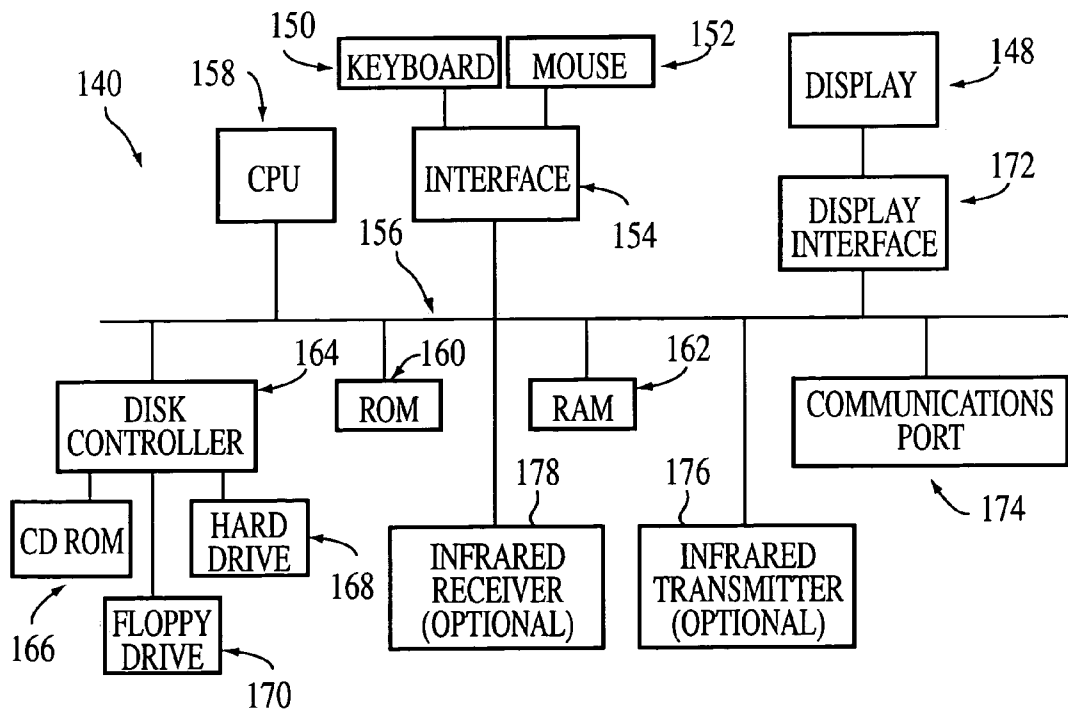 150
KEYBOARD
MOUSE
152
158
140
DISPLAY
148
CPU
INTERFACE
154
172
DISPLAY
INTERFACE
156
164
160
162
DISK
CONTROLLER
ROM
RAM
COMMUNICATIONS
PORT
174
178
176
CD ROM
166
HARD
DRIVE
168
FLOPPY
DRIVE
170
INFRARED
RECEIVER
(OPTIONAL)
INFRARED
TRANSMITTER
(OPTIONAL)